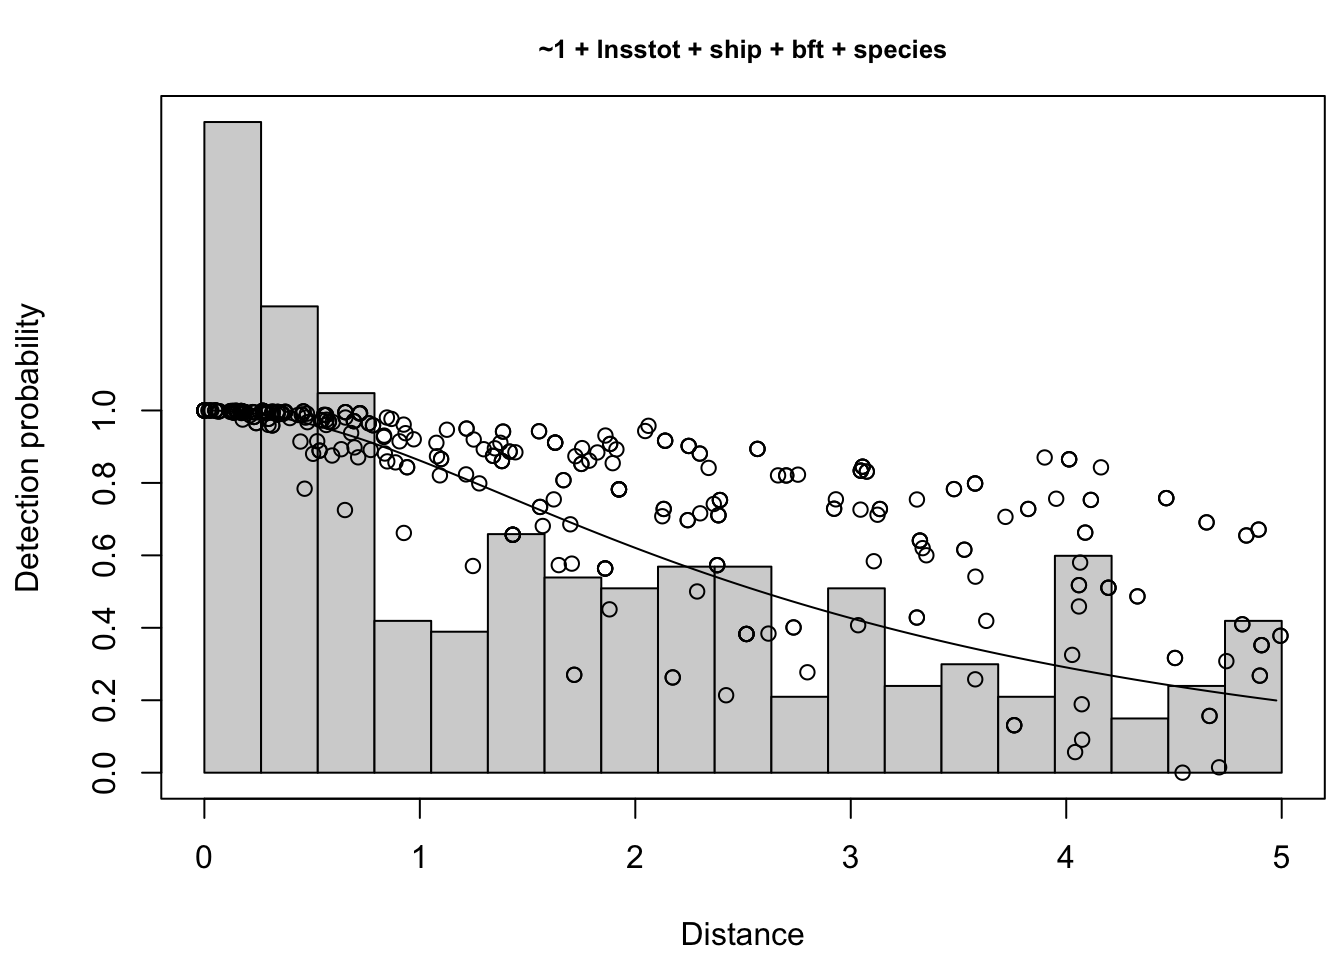 ~1 + lnsstot + ship + bft + species
Detection probability
1.0
0.8
0.6
0.4
0.2
0.0
0 1 2 3 4 5
Distance